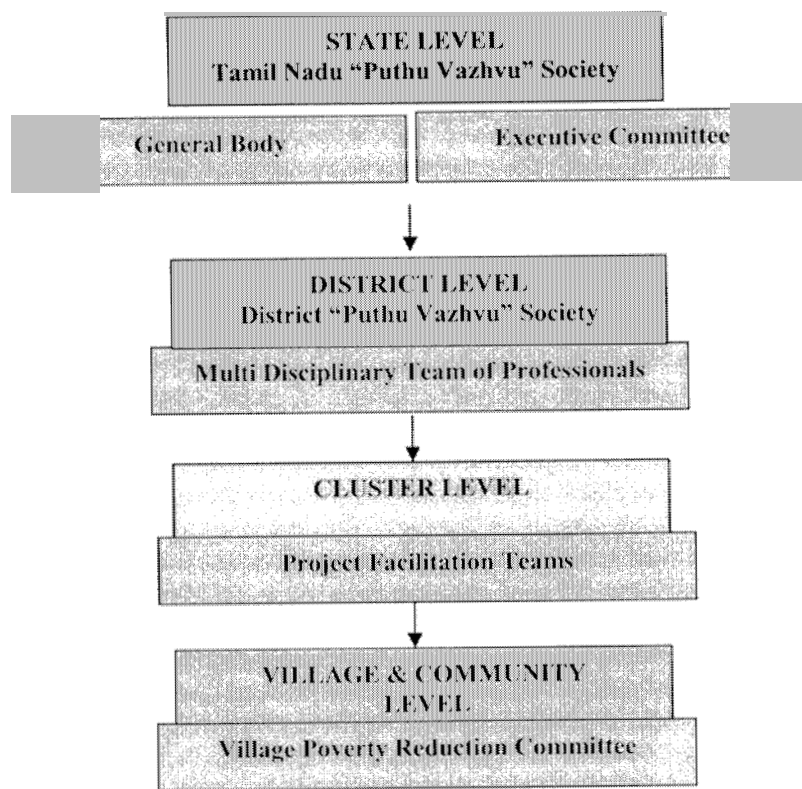 STATE LEVEL
Tamil Nadu “Puthu Vazhvu” Society
General Body
Executive Committee
DISTRICT LEVEL
District “Puthu Vazhvu” Society
Multi Disciplinary Team of Professionals
CLUSTER LEVEL
Project Facilitation Teams
VILLAGE & COMMUNITY
LEVEL
Village Poverty Reduction Committee